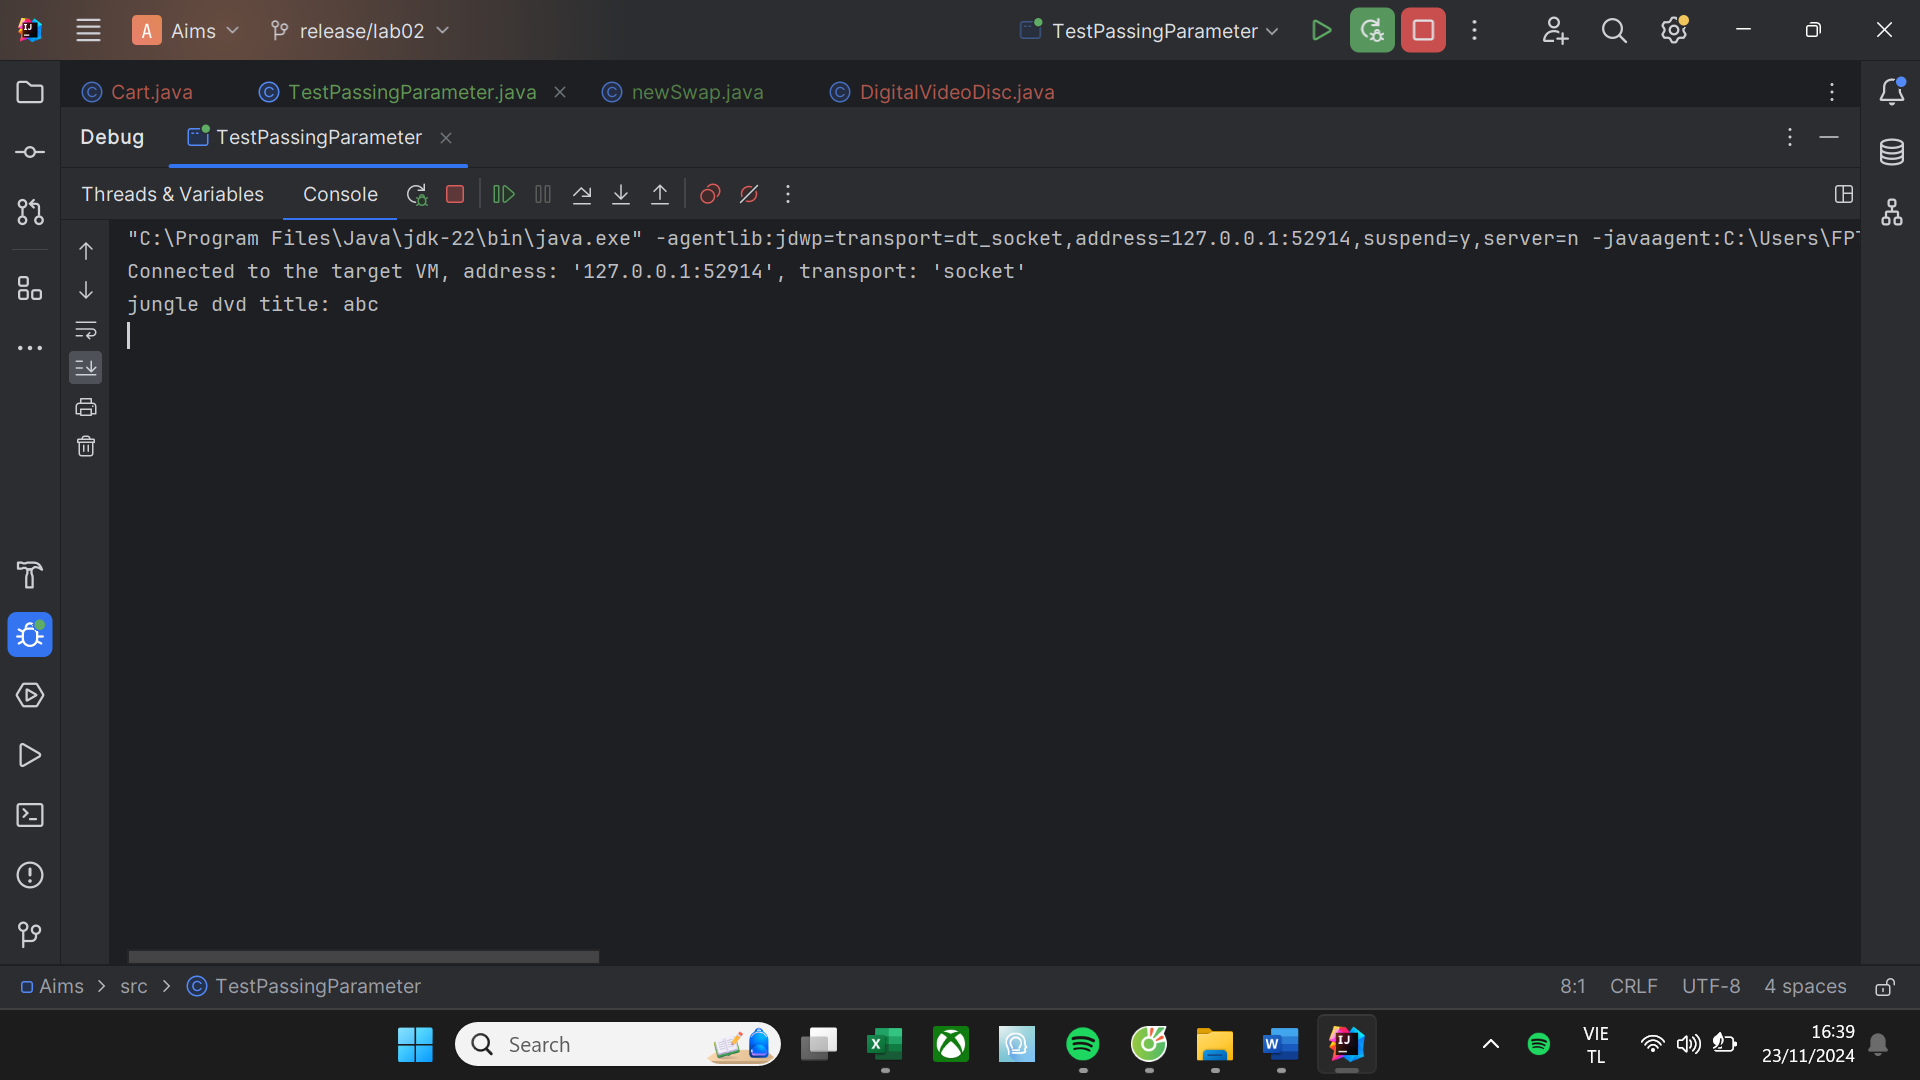 A Aims release/lab02 TestPassingParameter
Cart.java TestPassingParameter.java newSwap.java DigitalVideoDisc.java
Debug TestPassingParameter
Threads & Variables Console
"C:\Program Files\Java\jdk-22\bin\java.exe" -agentlib:jdwp=transport=dt_socket,address=127.0.0.1:52914,suspend=y,server=n -javaagent:C:\Users\FPT
Connected to the target VM, address: '127.0.0.1:52914', transport: 'socket'
jungle dvd title: abc
Aims > src > TestPassingParameter 8:1 CRLF UTF-8 4 spaces
Search VIE 16:39
TL 23/11/2024